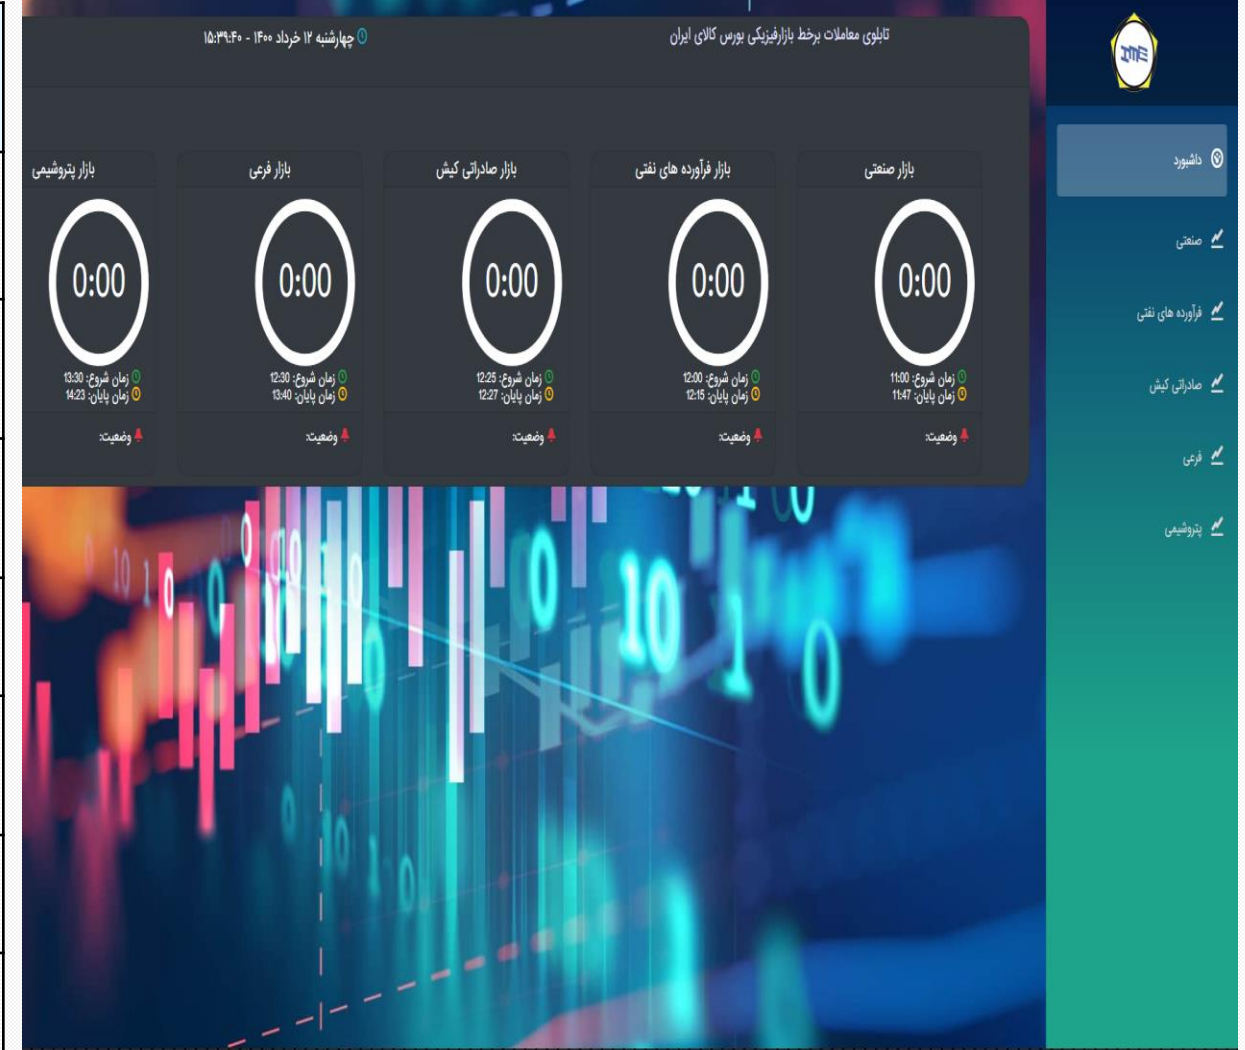 تابلوی معاملات برخط بازارفیزیکی بورس کالای ایران
چهارشنبه ۱۲ خرداد ۱۴۰۰ - ۱۵:۳۹:۴۰
IME
داشبورد
صنعتی
فرآورده های نفتی
صادراتی کیش
فرعی
پتروشیمی
بازار صنعتی
0:00
زمان شروع: 11:00
زمان پایان: 11:47
وضعیت:
بازار فرآورده های نفتی
0:00
زمان شروع: 12:00
زمان پایان: 12:15
وضعیت:
بازار صادراتی کیش
0:00
زمان شروع: 12:25
زمان پایان: 12:27
وضعیت:
بازار فرعی
0:00
زمان شروع: 12:30
زمان پایان: 13:40
وضعیت:
بازار پتروشیمی
0:00
زمان شروع: 13:30
زمان پایان: 14:23
وضعیت: